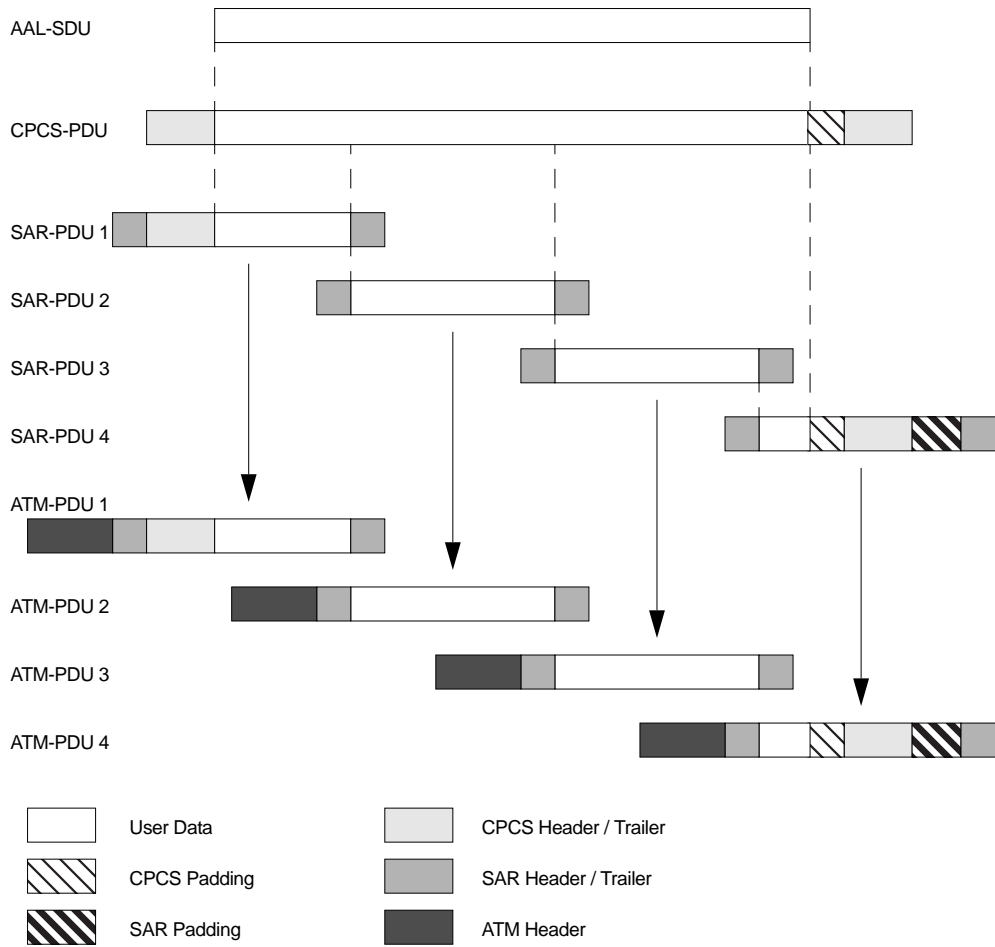 AAL-SDU
CPCS-PDU
SAR-PDU 1
SAR-PDU 2
SAR-PDU 3
SAR-PDU 4
ATM-PDU 1
ATM-PDU 2
ATM-PDU 3
ATM-PDU 4
User Data
CPCS Header / Trailer
CPCS Padding
SAR Header / Trailer
SAR Padding
ATM Header